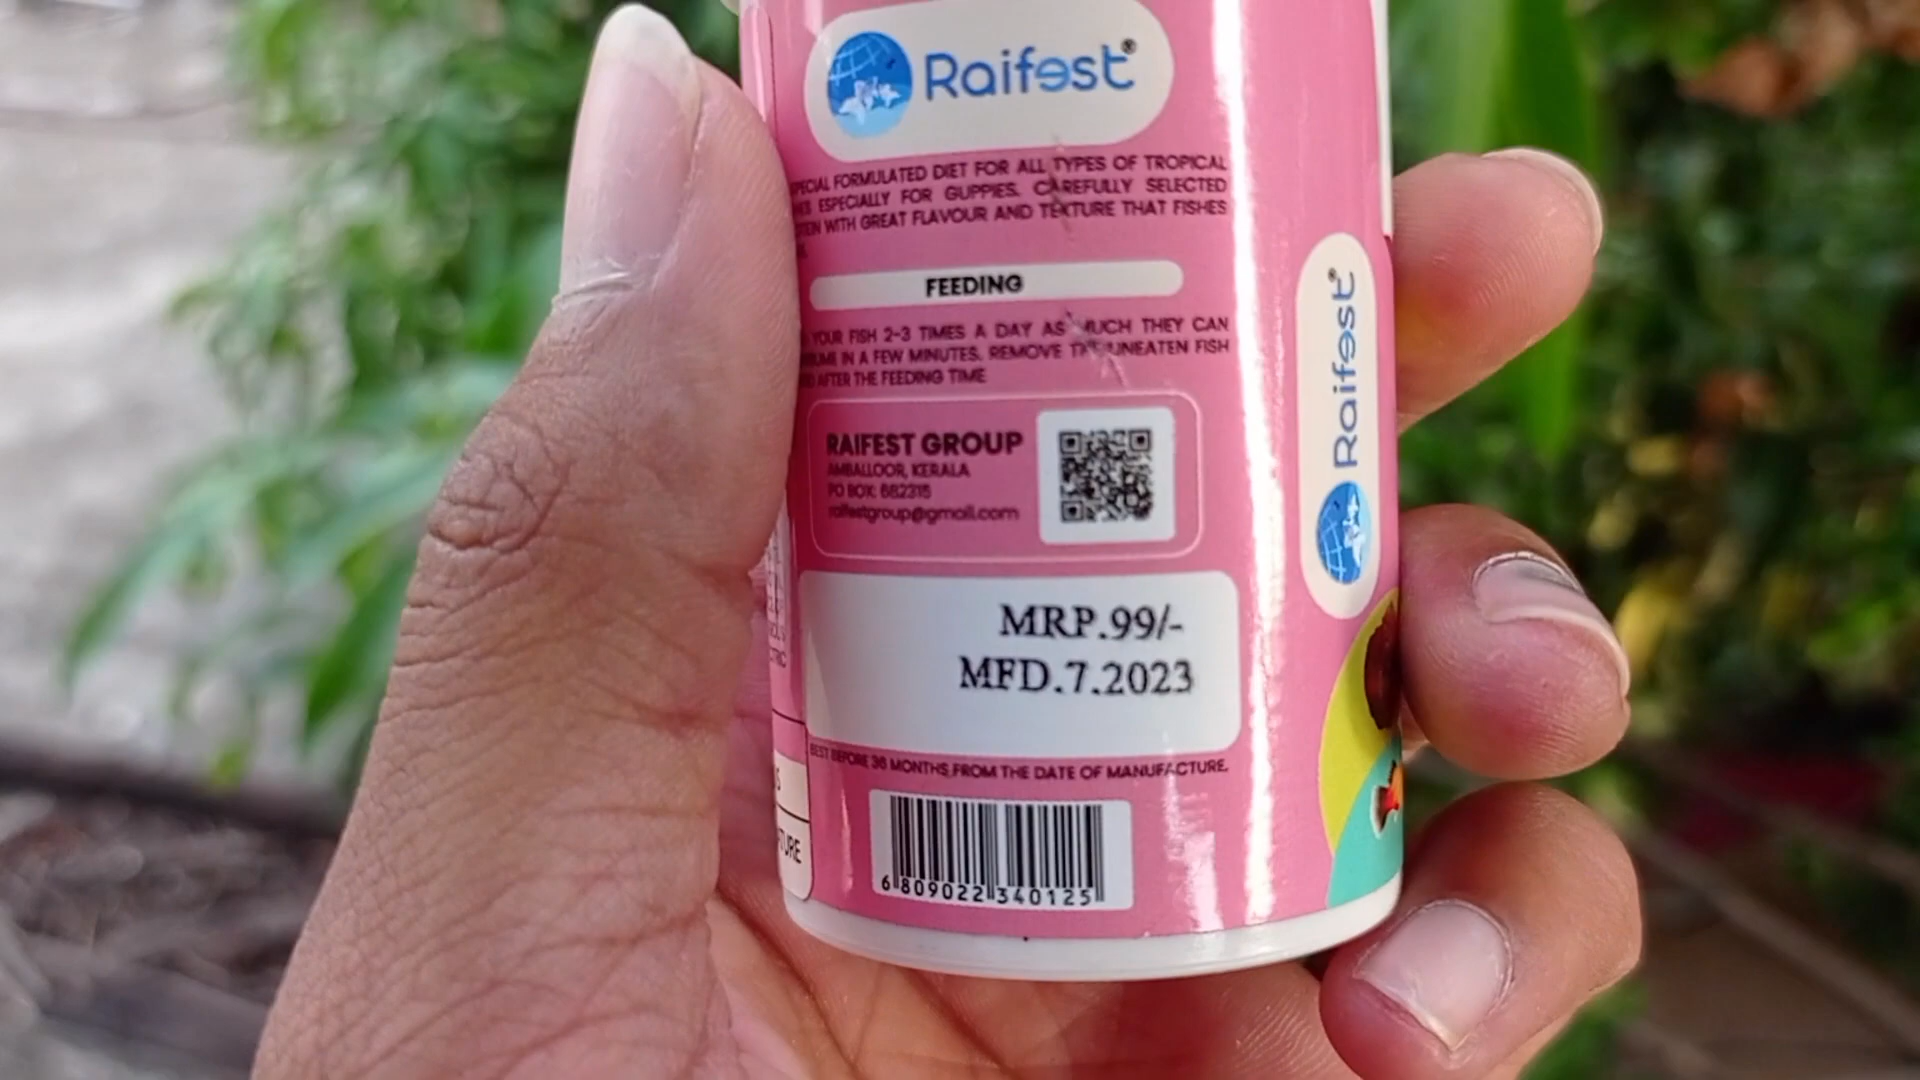 Raifest®
SPECIAL FORMULATED DIET FOR ALL TYPES OF TROPICAL
ESPECIALLY FOR GUPPIES. CAREFULLY SELECTED
WITH GREAT FLAVOUR AND TEXTURE THAT FISHES
FEEDING
YOUR FISH 2-3 TIMES A DAY AS MUCH THEY CAN
IN A FEW MINUTES. REMOVE THE UNEATEN FISH
AFTER THE FEEDING TIME
RAIFEST GROUP
AMBALLOOR, KERALA
PO BOX: 682315
raifestgroup@gmail.com
MRP.99/-
MFD.7.2023
BEST BEFORE 36 MONTHS FROM THE DATE OF MANUFACTURE.
6 809022 340125
Raifest®